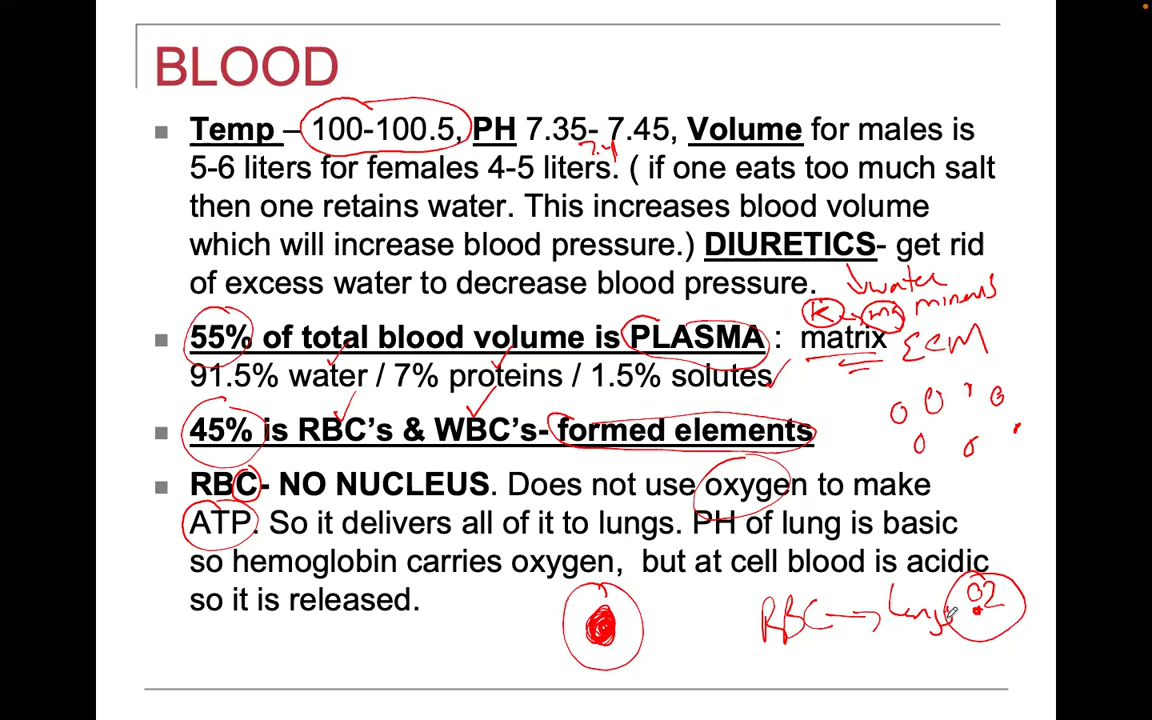 BLOOD
Temp – 100-100.5, PH 7.35- 7.45, Volume for males is
7.4
5-6 liters for females 4-5 liters. ( if one eats too much salt
then one retains water. This increases blood volume
which will increase blood pressure.) DIURETICS- get rid
of excess water to decrease blood pressure.
water
K mg minerals
55% of total blood volume is PLASMA : matrix
ECM
91.5% water / 7% proteins / 1.5% solutes
45% is RBC's & WBC's- formed elements
RBC- NO NUCLEUS. Does not use oxygen to make
ATP. So it delivers all of it to lungs. PH of lung is basic
so hemoglobin carries oxygen, but at cell blood is acidic
so it is released.
RBC → Lungs O2